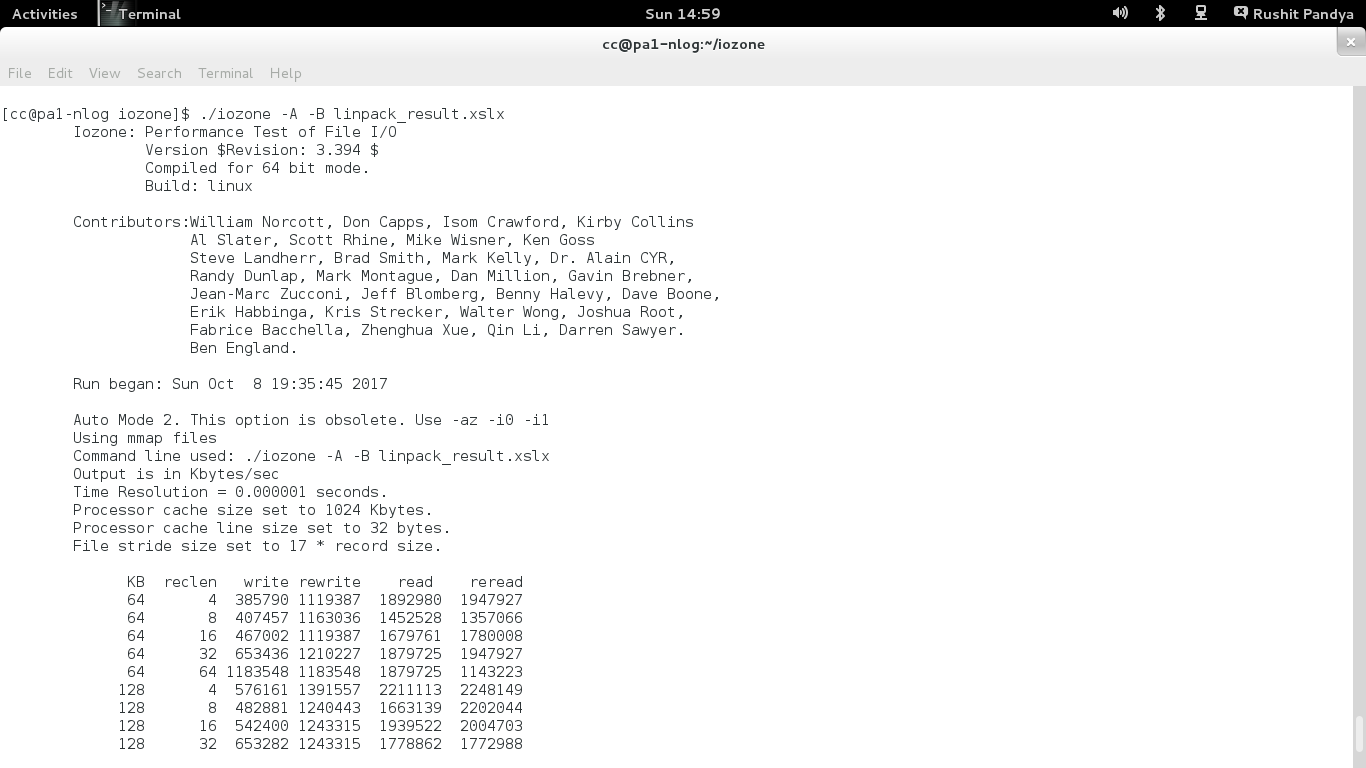 Activities Terminal Sun 14:59 Rushit Pandya
cc@pa1-nlog:~/iozone
File Edit View Search Terminal Help
[cc@pa1-nlog iozone]$ ./iozone -A -B linpack_result.xslx
Iozone: Performance Test of File I/O
Version $Revision: 3.394 $
Compiled for 64 bit mode.
Build: linux
Contributors:William Norcott, Don Capps, Isom Crawford, Kirby Collins
Al Slater, Scott Rhine, Mike Wisner, Ken Goss
Steve Landherr, Brad Smith, Mark Kelly, Dr. Alain CYR,
Randy Dunlap, Mark Montague, Dan Million, Gavin Brebner,
Jean-Marc Zucconi, Jeff Blomberg, Benny Halevy, Dave Boone,
Erik Habbinga, Kris Strecker, Walter Wong, Joshua Root,
Fabrice Bacchella, Zhenghua Xue, Qin Li, Darren Sawyer.
Ben England.
Run began: Sun Oct  8 19:35:45 2017
Auto Mode 2. This option is obsolete. Use -az -i0 -i1
Using mmap files
Command line used: ./iozone -A -B linpack_result.xslx
Output is in Kbytes/sec
Time Resolution = 0.000001 seconds.
Processor cache size set to 1024 Kbytes.
Processor cache line size set to 32 bytes.
File stride size set to 17 * record size.
KB reclen write rewrite read reread
64 4 385790 1119387 1892980 1947927
64 8 407457 1163036 1452528 1357066
64 16 467002 1119387 1679761 1780008
64 32 653436 1210227 1879725 1947927
64 64 1183548 1183548 1879725 1143223
128 4 576161 1391557 2211113 2248149
128 8 482881 1240443 1663139 2202044
128 16 542400 1243315 1939522 2004703
128 32 653282 1243315 1778862 1772988